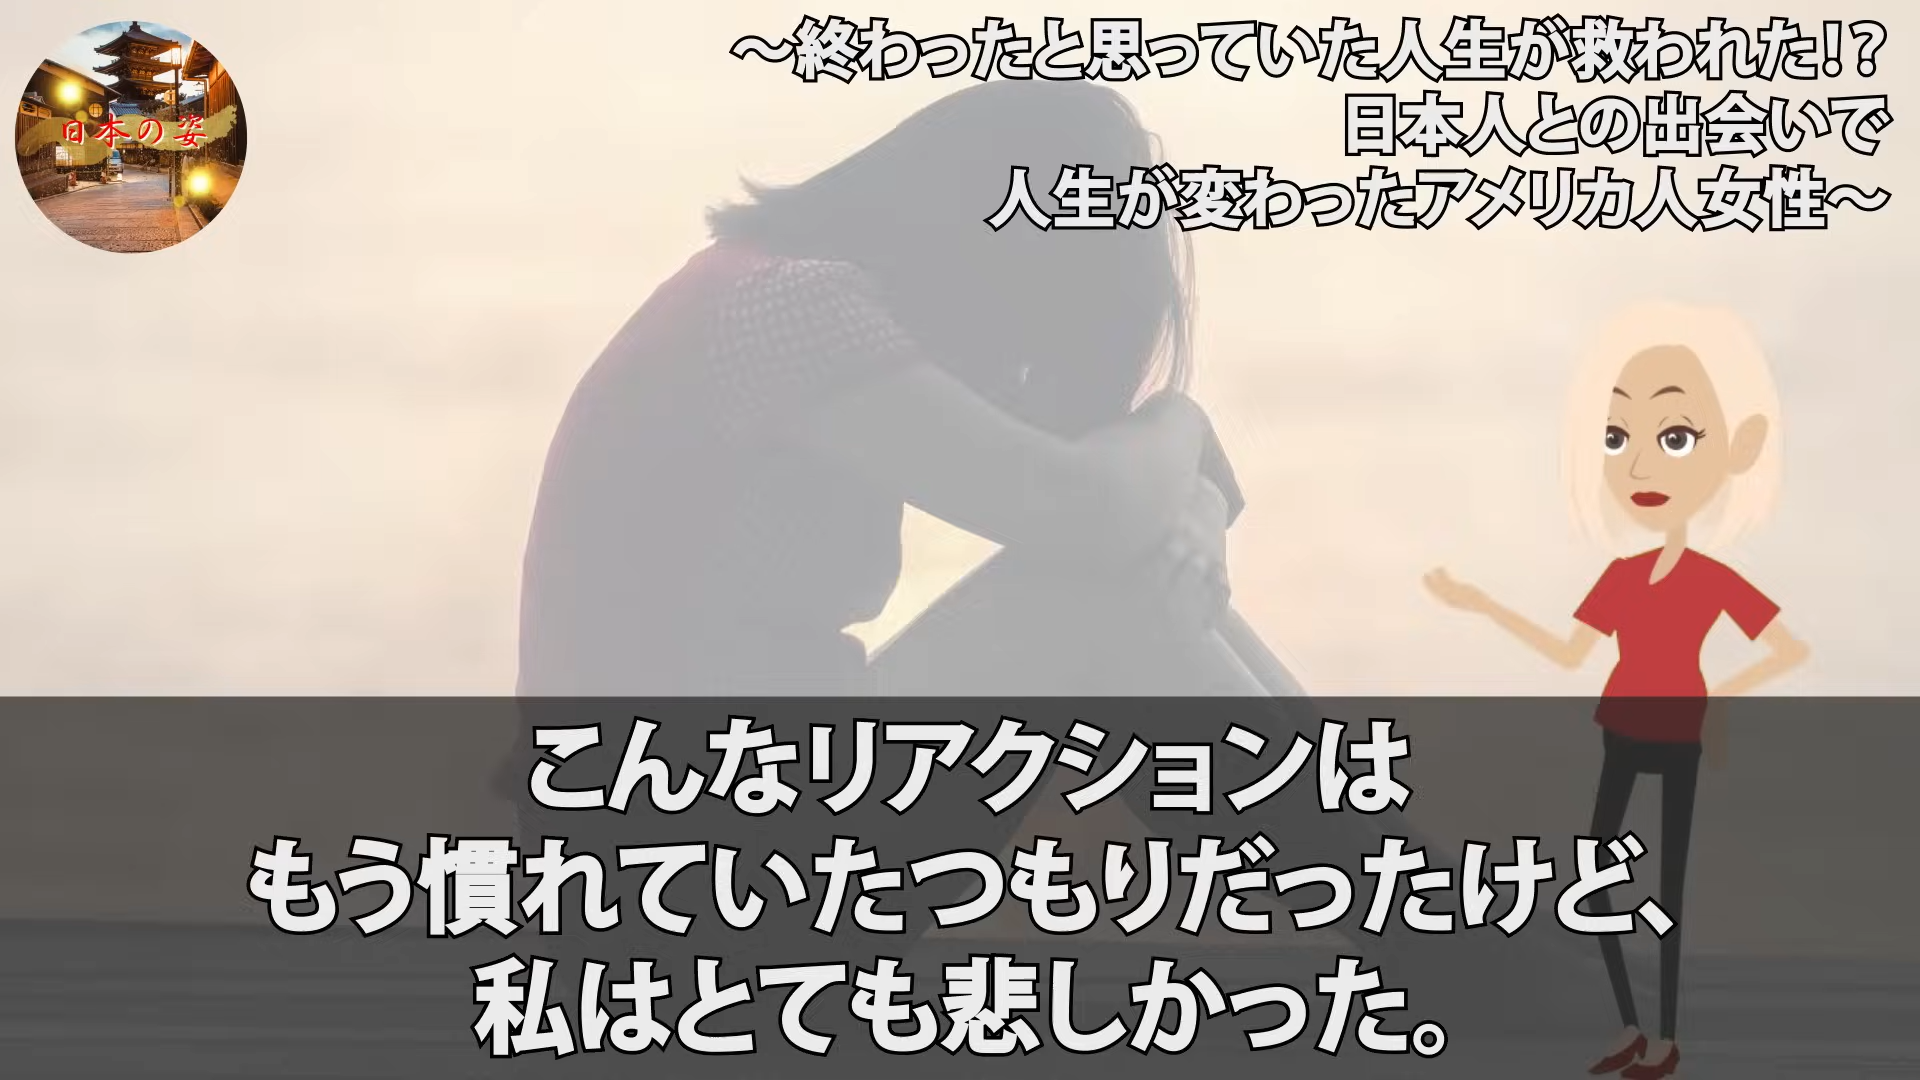 日本の姿
～終わったと思っていた人生が救われた!?
日本人との出会いで
人生が変わったアメリカ人女性～
こんなリアクションは
もう慣れていたつもりだったけど、
私はとても悲しかった。